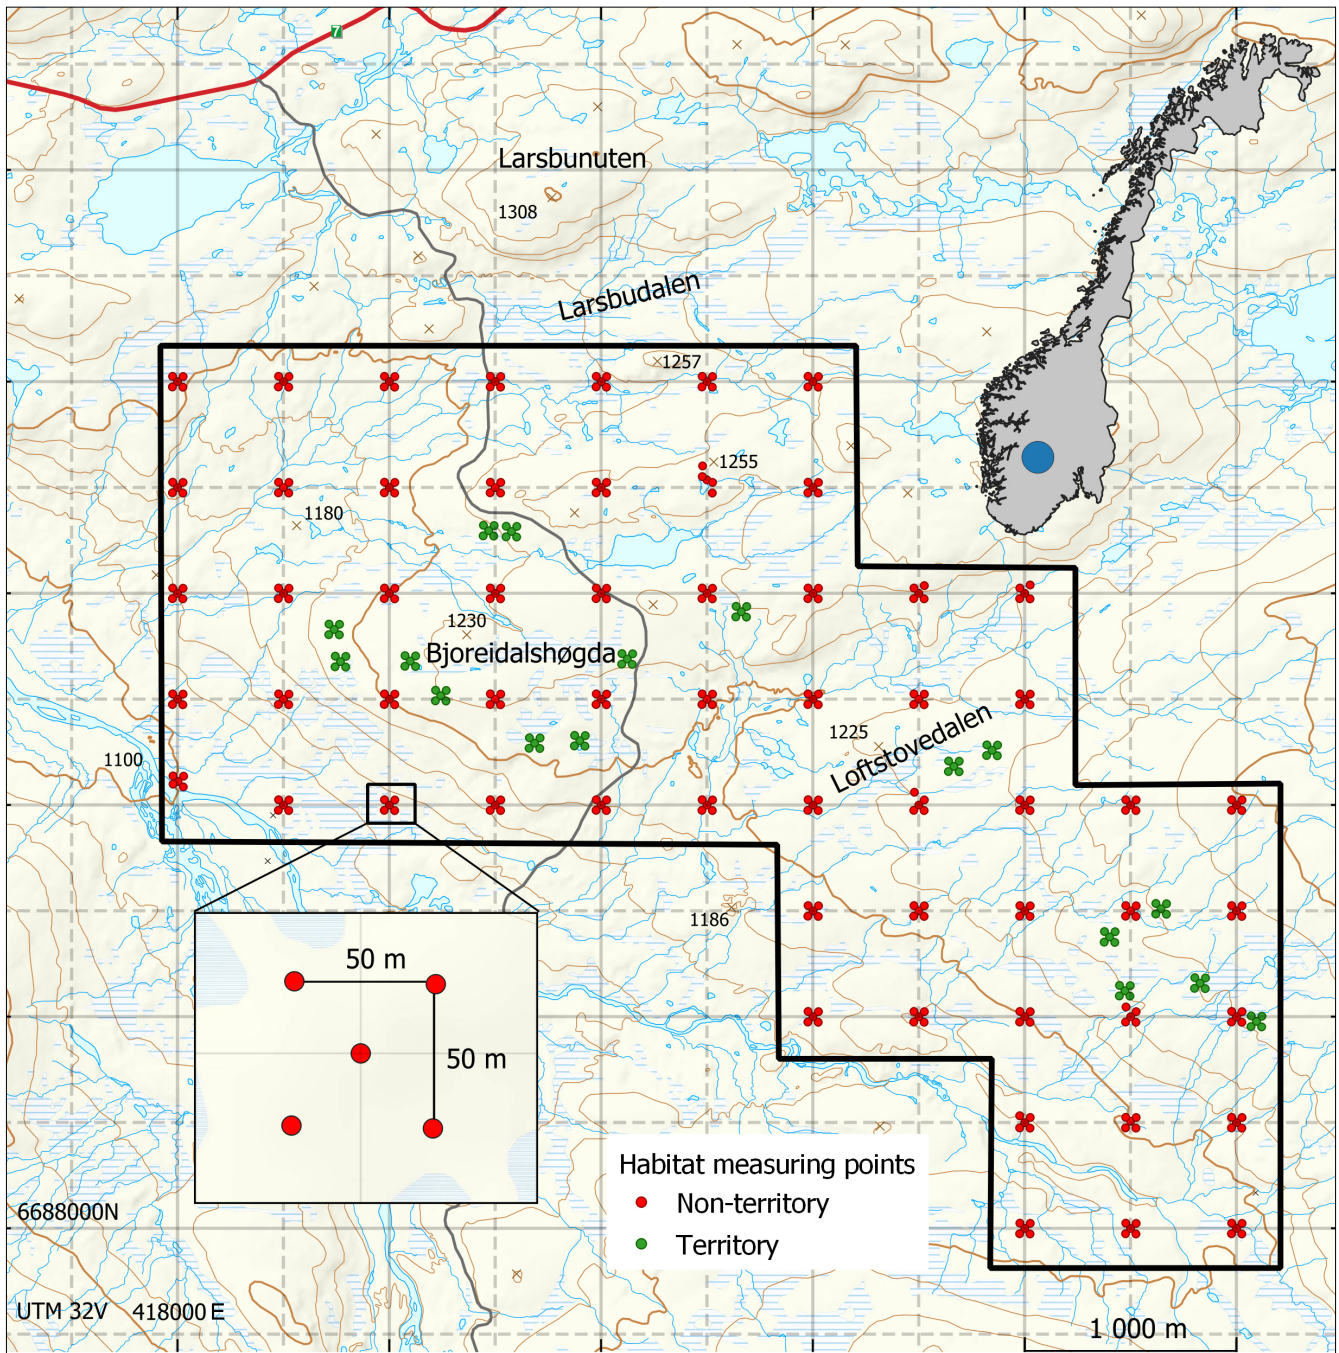 7
Larsbunuten
1308
Larsbudalen
1257
1255
1180
1230
Bjoreidalshøgda
1225
Loftstovedalen
1100
1186
50 m
50 m
Habitat measuring points
Non-territory
Territory
6688000N
UTM 32V 418000 E
1 000 m